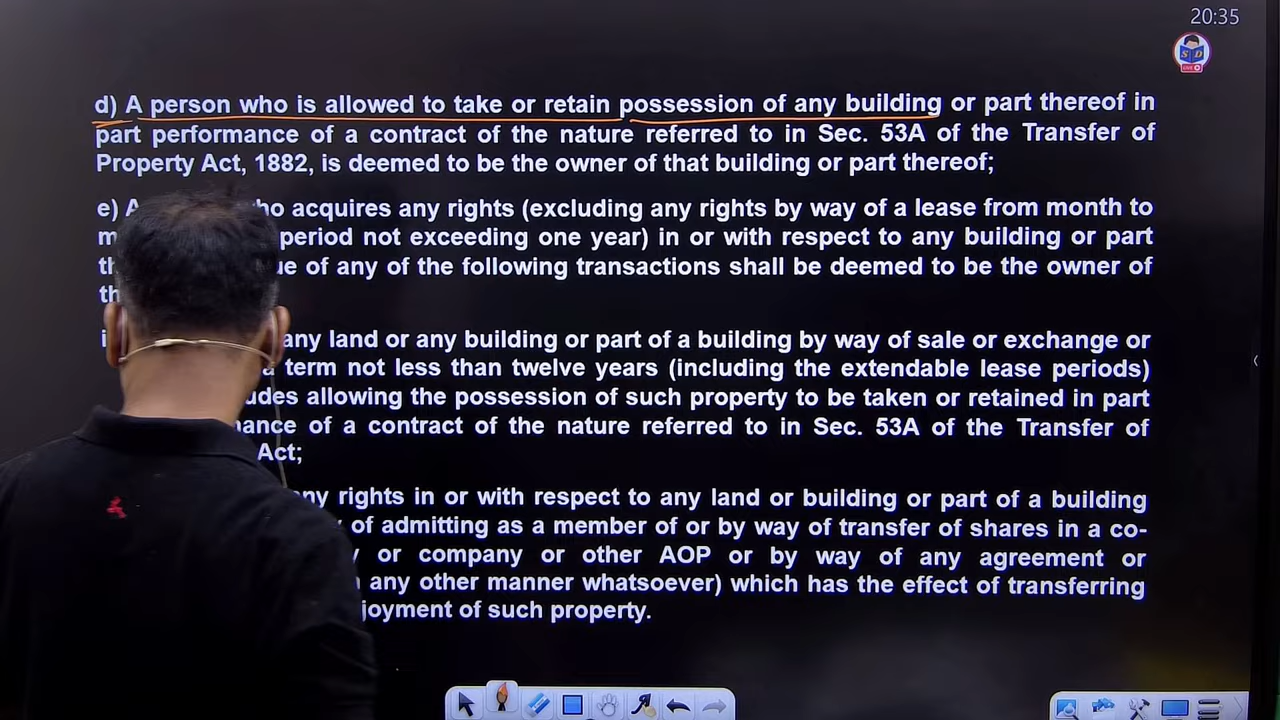 20:35
S D
d) A person who is allowed to take or retain possession of any building or part thereof in
part performance of a contract of the nature referred to in Sec. 53A of the Transfer of
Property Act, 1882, is deemed to be the owner of that building or part thereof;
e) A acquires any rights (excluding any rights by way of a lease from month to
period not exceeding one year) in or with respect to any building or part
of any of the following transactions shall be deemed to be the owner of
any land or any building or part of a building by way of sale or exchange or
term not less than twelve years (including the extendable lease periods)
allowing the possession of such property to be taken or retained in part
of a contract of the nature referred to in Sec. 53A of the Transfer of
Act;
rights in or with respect to any land or building or part of a building
of admitting as a member of or by way of transfer of shares in a co-
or company or other AOP or by way of any agreement or
any other manner whatsoever) which has the effect of transferring
of such property.